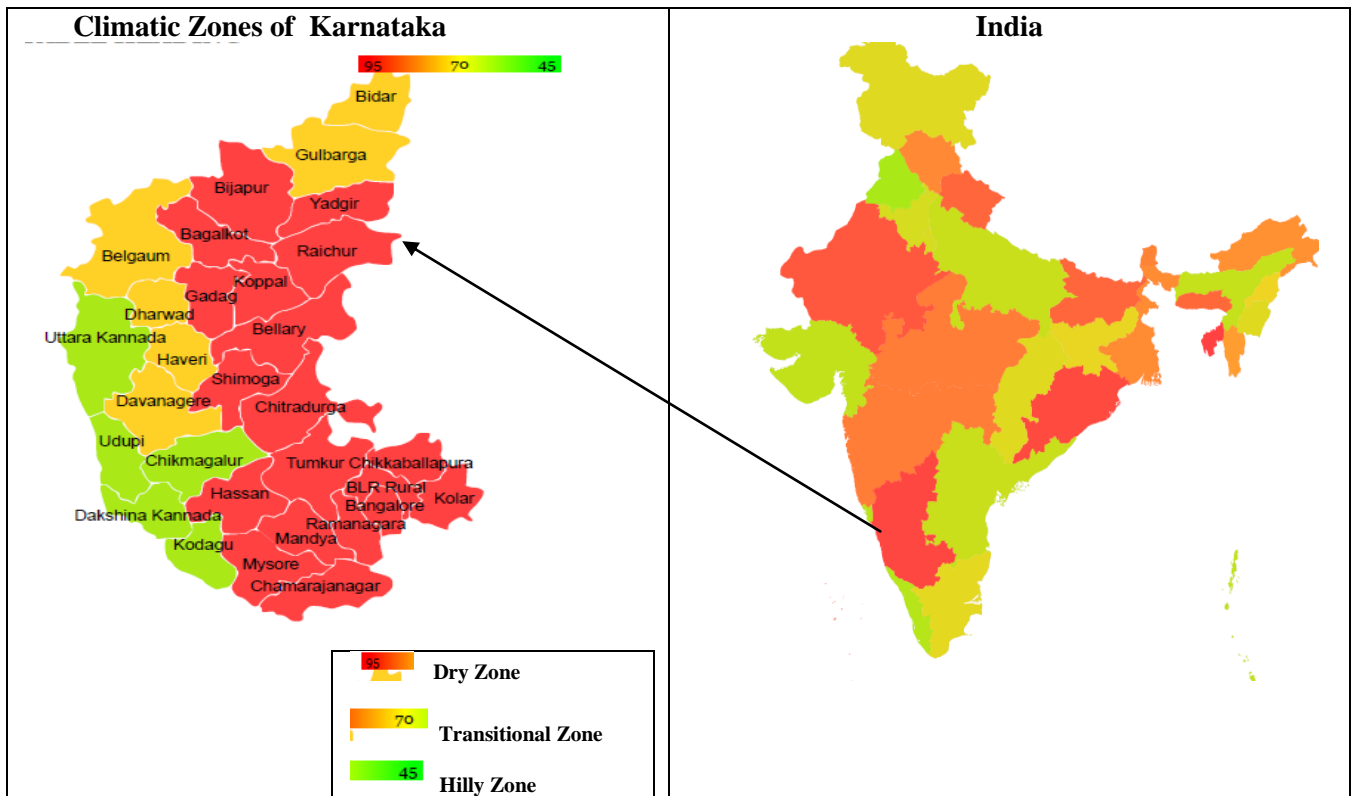 Climatic Zones of Karnataka
95 70 45
Bidar
Gulbarga
Bijapur
Yadgir
Bagalkot
Raichur
Belgaum
Koppal
Gadag
Dharwad
Bellary
Uttara Kannada
Haveri
Shimoga
Davanagere
Chitradurga
Udupi
Chikmagalur
Tumkur Chikkaballapura
BLR Rural
Hassan
Kolar
Bangalore
Dakshina Kannada
Ramanagara
Mandya
Kodagu
Mysore
Chamarajanagar
95 Dry Zone
70 Transitional Zone
45 Hilly Zone
India